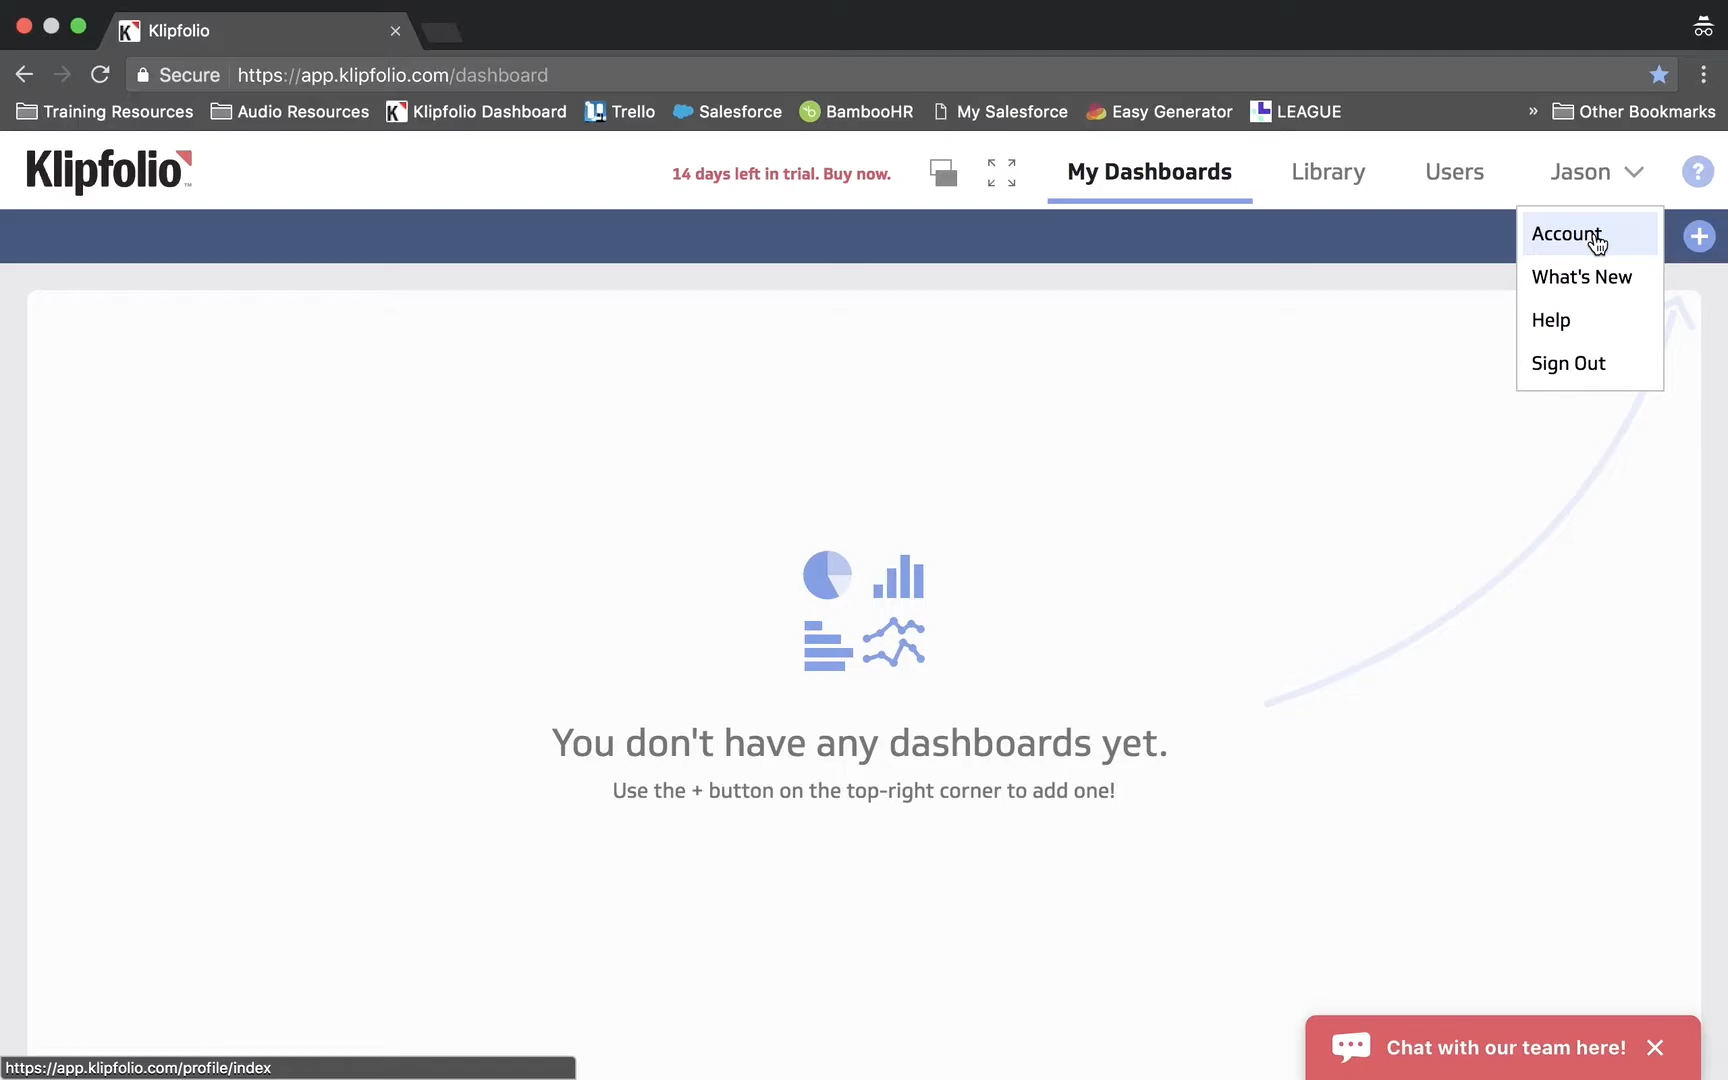 Klipfolio
Secure https://app.klipfolio.com/dashboard
Training Resources Audio Resources Klipfolio Dashboard Trello Salesforce BambooHR My Salesforce Easy Generator LEAGUE » Other Bookmarks
Klipfolio™ 14 days left in trial. Buy now. My Dashboards Library Users Jason ?
Account
What's New
Help
Sign Out
You don't have any dashboards yet.
Use the + button on the top-right corner to add one!
Chat with our team here!
https://app.klipfolio.com/profile/index